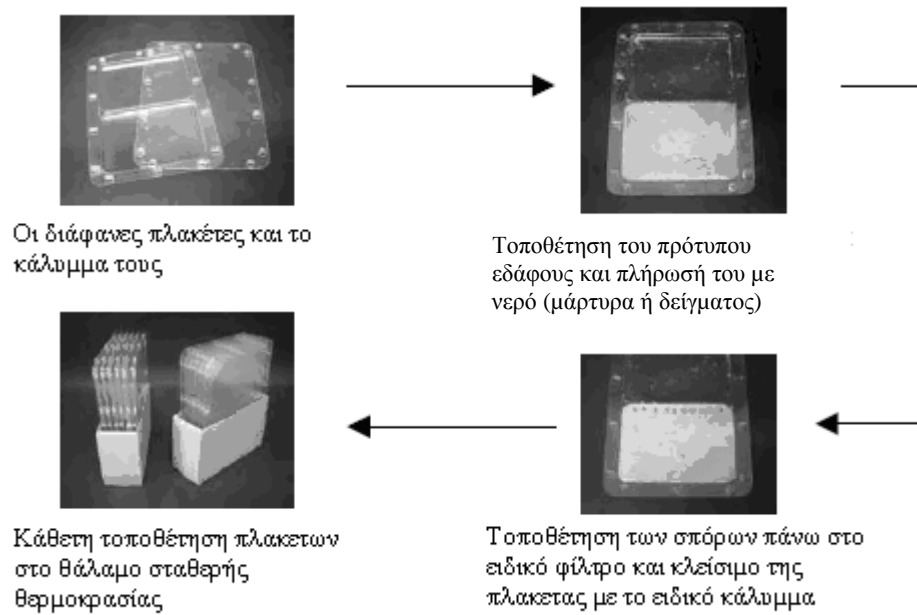 Οι διάφανες πλακέτες και το
κάλυμμα τους
Τοποθέτηση του πρότυπου
εδάφους και πλήρωσή του με
νερό (μάρτυρα ή δείγματος)
Τοποθέτηση των σπόρων πάνω στο
ειδικό φίλτρο και κλείσιμο της
πλακετας με το ειδικό κάλυμμα
Κάθετη τοποθέτηση πλακετων
στο θάλαμο σταθερής
θερμοκρασίας